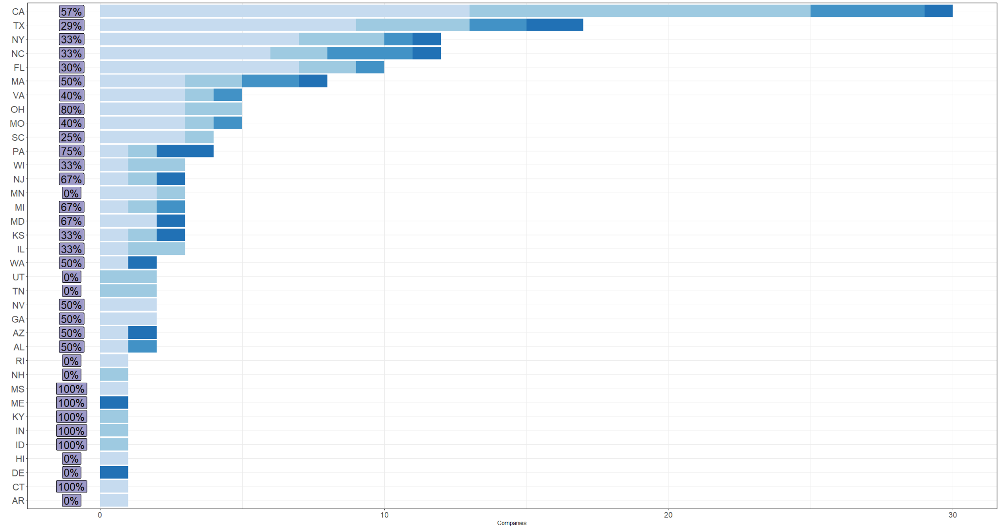 CA 57%
TX 29%
NY 33%
NC 33%
FL 30%
MA 50%
VA 40%
OH 80%
MO 40%
SC 25%
PA 75%
WI 33%
NJ 67%
MN 0%
MI 67%
MD 67%
KS 33%
IL 33%
WA 50%
UT 0%
TN 0%
NV 50%
GA 50%
AZ 50%
AL 50%
RI 0%
NH 0%
MS 100%
ME 100%
KY 100%
IN 100%
ID 100%
HI 0%
DE 0%
CT 100%
AR 0%
0 10 20 30
Companies